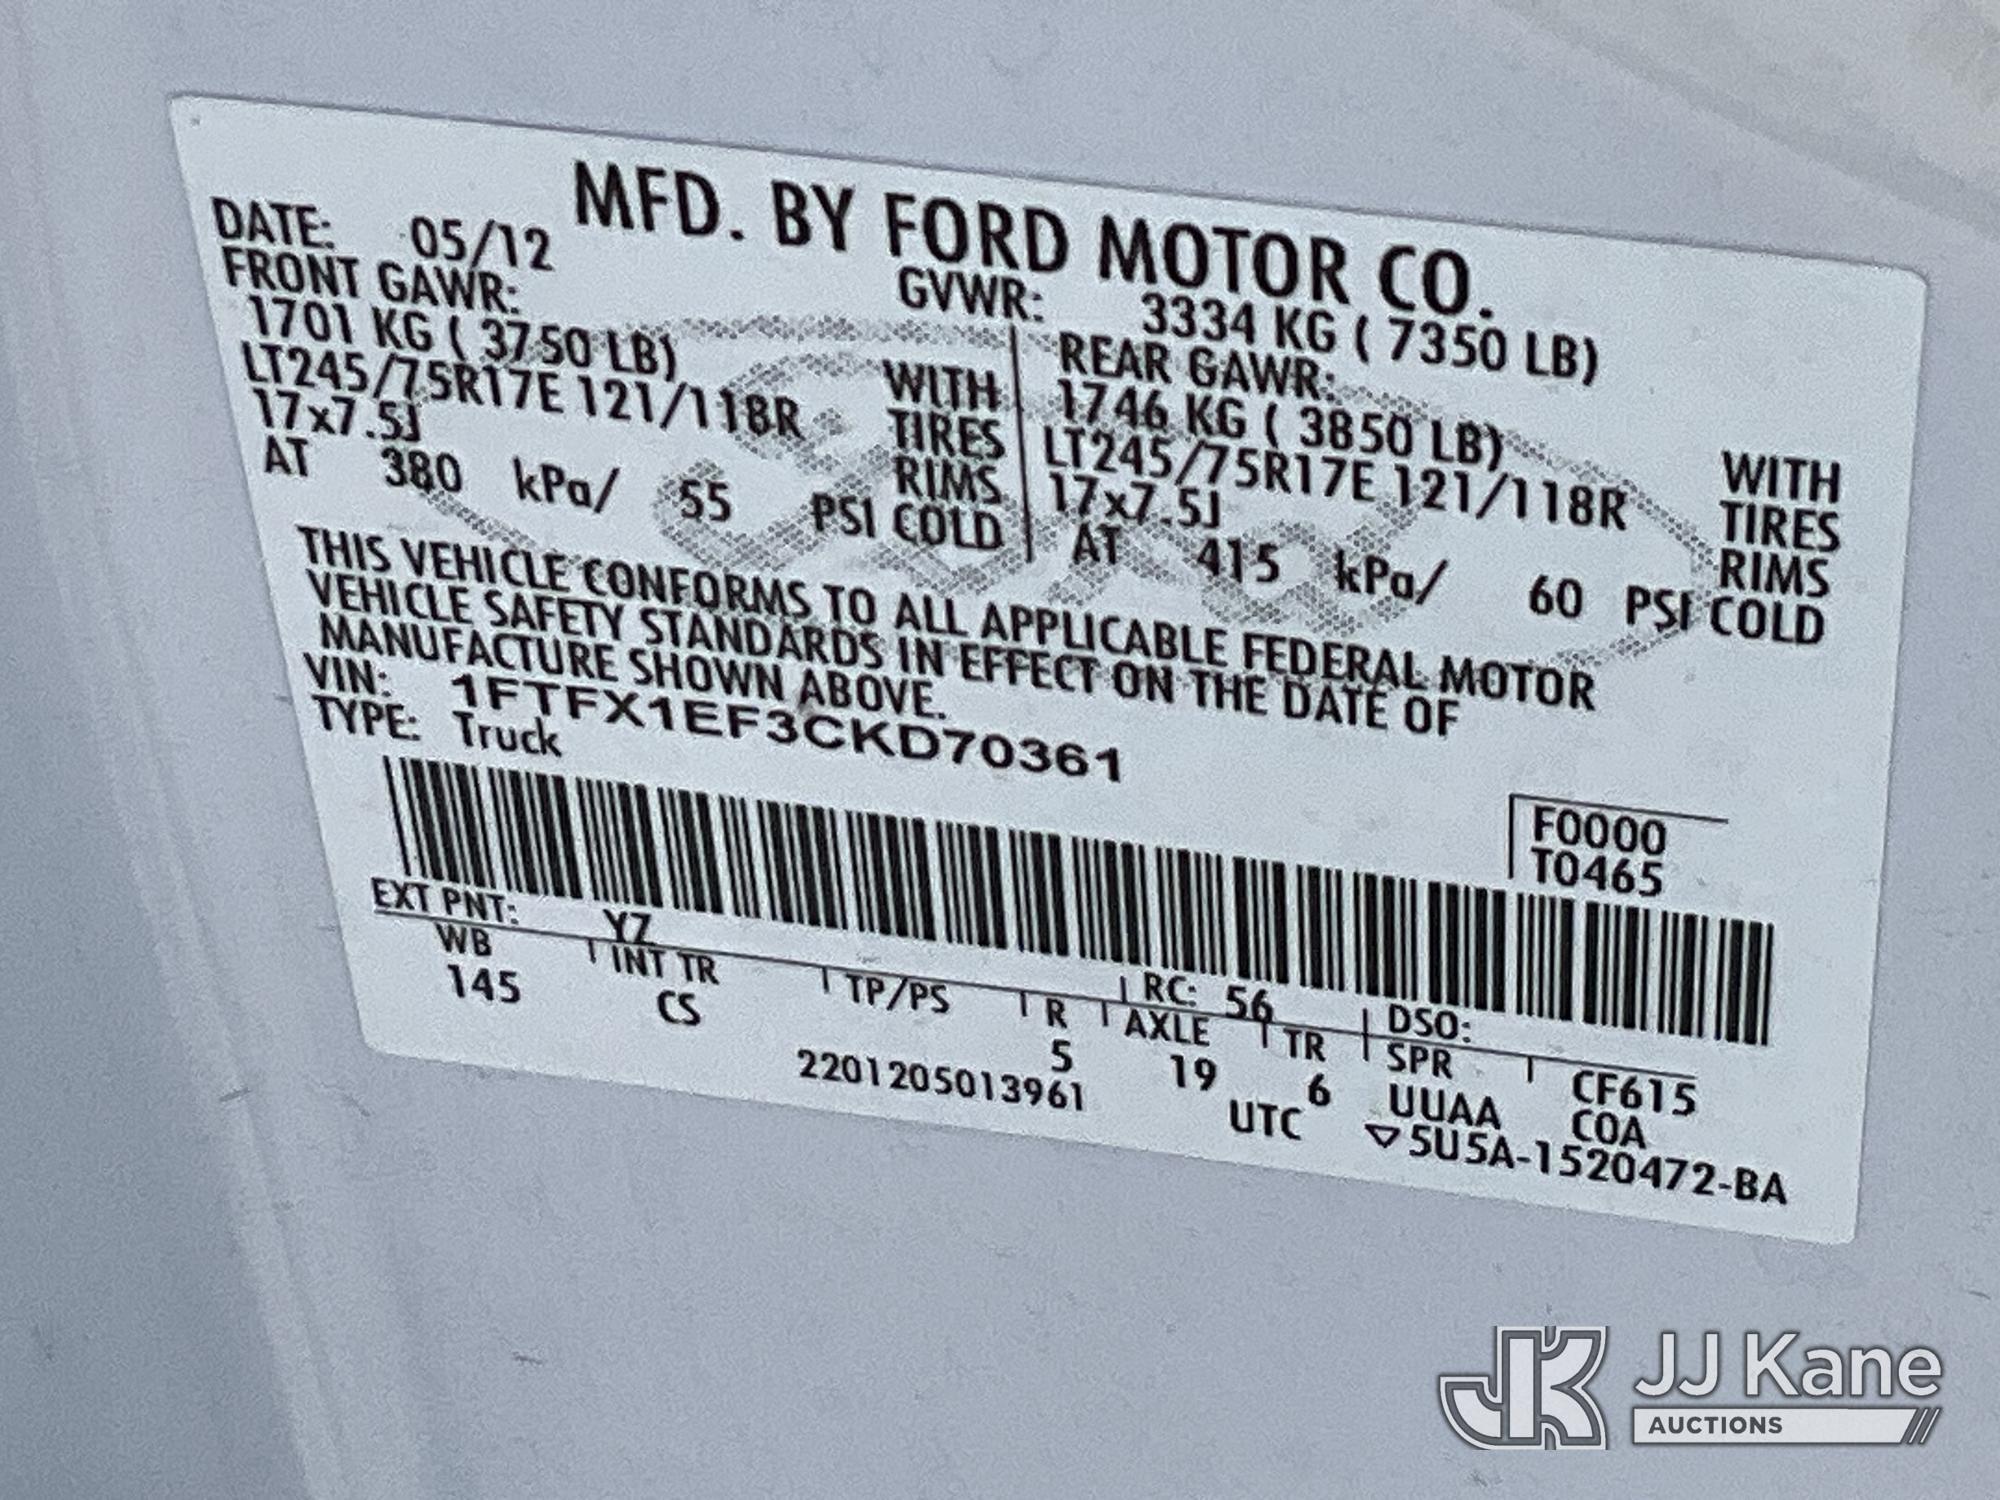 MFD. BY FORD MOTOR CO.
DATE: 05/12
GVWR: 3334 KG ( 7350 LB)
FRONT GAWR:
1701 KG ( 3750 LB)
LT245/75R17E 121/118R
17x7.5J
AT 380 kPa/ 55 PSI COLD
WITH
TIRES
RIMS
REAR GAWR:
1746 KG ( 3850 LB)
LT245/75R17E 121/118R
17x7.5J
AT 415 kPa/ 60 PSI COLD
WITH
TIRES
RIMS
THIS VEHICLE CONFORMS TO ALL APPLICABLE FEDERAL MOTOR
VEHICLE SAFETY STANDARDS IN EFFECT ON THE DATE OF
MANUFACTURE SHOWN ABOVE.
VIN: 1FTFX1EF3CKD70361
TYPE: Truck
F0000
T0465
EXT PNT: YZ RC: 56 DSO:
WB INT TR TP/PS R AXLE TR SPR CF615
145 CS 5 19 6 UUAA COA
2201205013961 UTC ▽5U5A-1520472-BA
JK JJ Kane
AUCTIONS